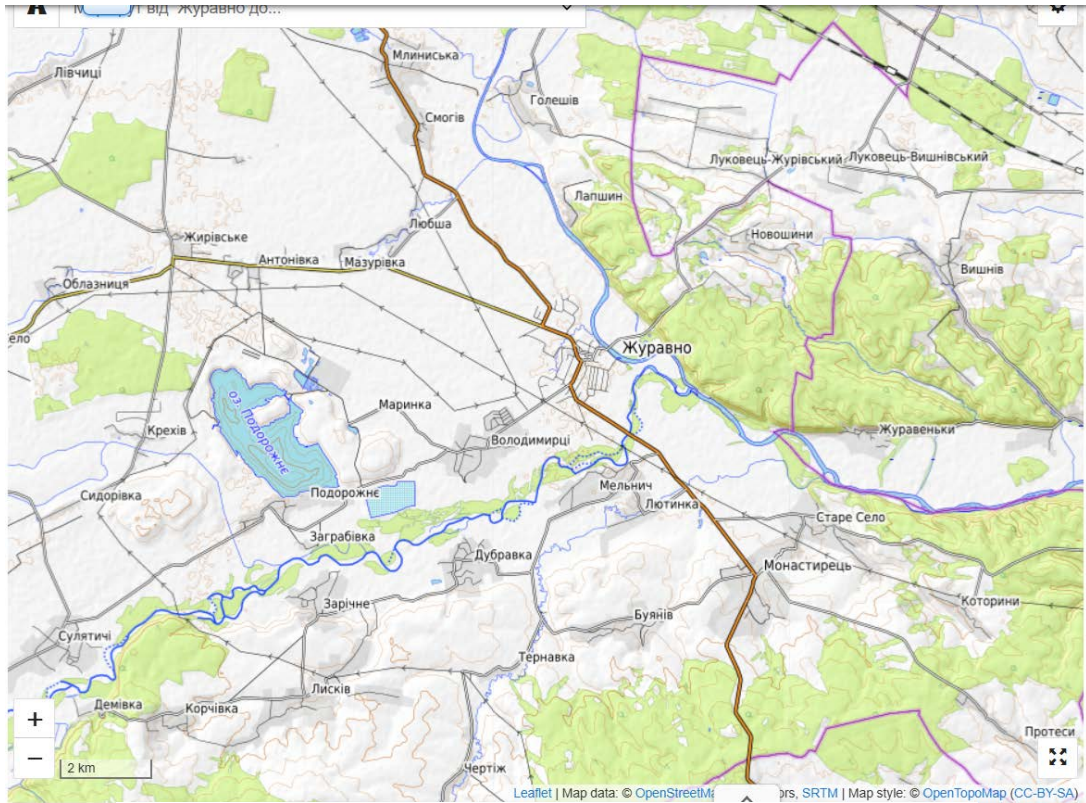 від Журавно до...
Млиниська
Лівчиці
Голешів
Смогів
Луковець-Журівський
Луковець-Вишнівський
Лапшин
Любша
Новошини
Жирівське
Антонівка
Мазурівка
Вишнів
Облазниця
ело
Журавно
оз. Подорожнє
Маринка
Крехів
Володимирці
Журавеньки
Сидорівка
Подорожнє
Мельнич
Лютинка
Старе Село
Заграбівка
Дубравка
Монастирець
Зарічне
Буянів
Которини
Сулятичі
Тернавка
Лисків
Демівка
Корчівка
Протеси
+
−
2 km
Чертіж
Leaflet | Map data: © OpenStreetMa ors, SRTM | Map style: © OpenTopoMap (CC-BY-SA)